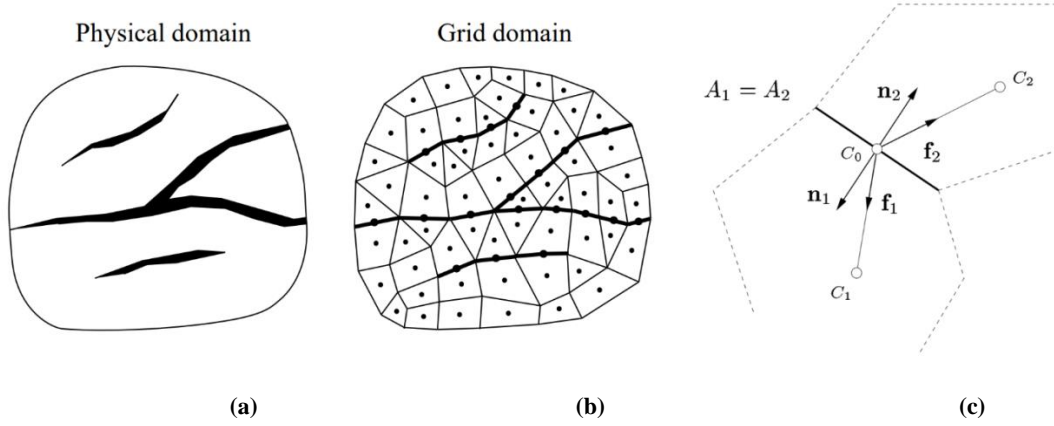 Physical domain
Grid domain
A₁ = A₂
n₂
C₂
C₀
f₂
n₁
f₁
C₁
(a)
(b)
(c)